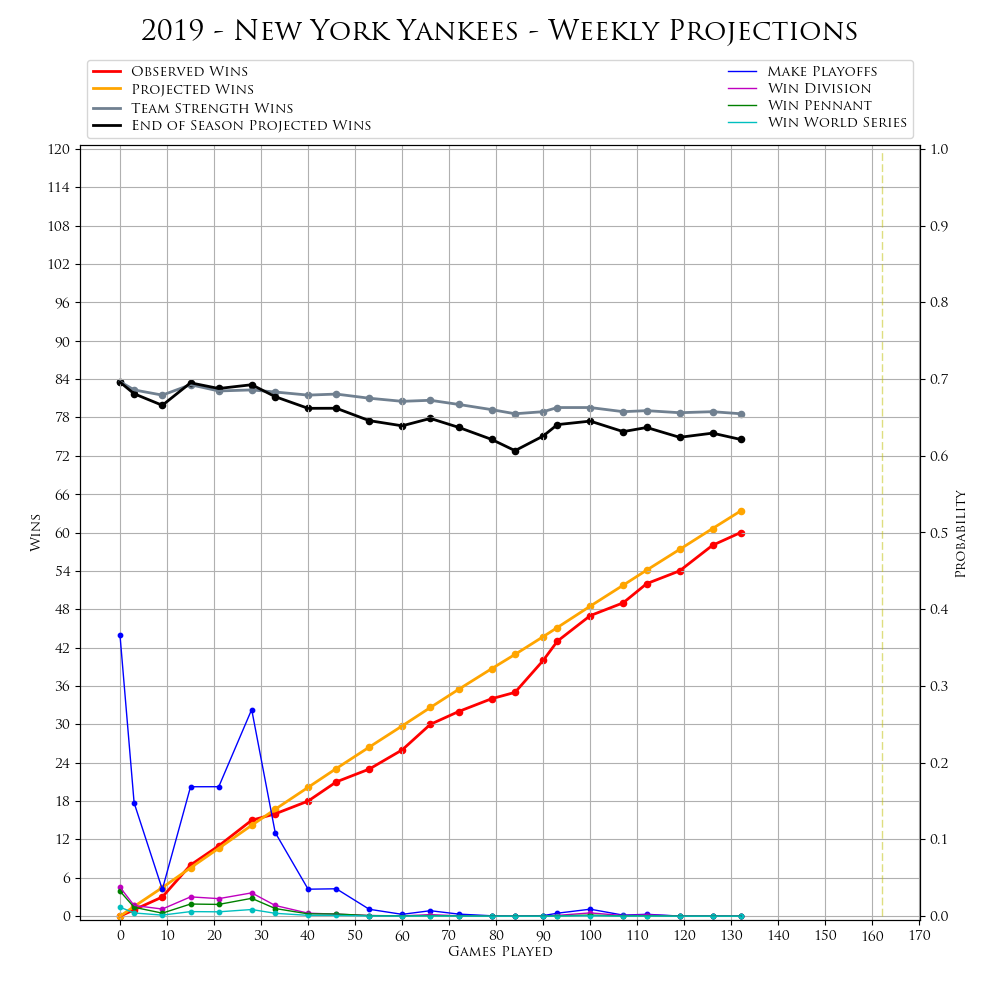 2019 - New York Yankees - Weekly Projections
Observed Wins
Projected Wins
Team Strength Wins
End of Season Projected Wins
Make Playoffs
Win Division
Win Pennant
Win World Series
120
114
108
102
96
90
84
78
72
66
60
54
48
42
36
30
24
18
12
6
0
Wins
1.0
0.9
0.8
0.7
0.6
0.5
0.4
0.3
0.2
0.1
0.0
Probability
0 10 20 30 40 50 60 70 80 90 100 110 120 130 140 150 160 170
Games Played